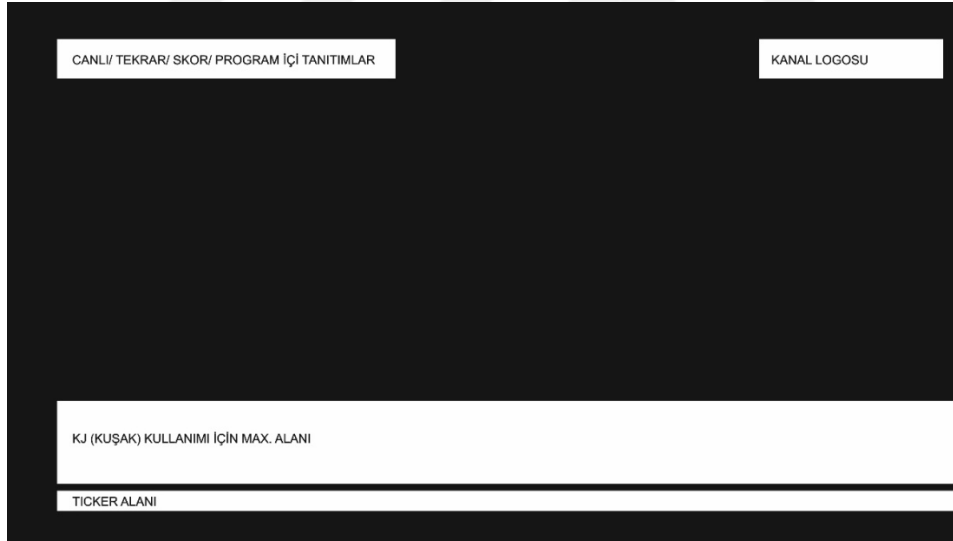 CANLI/ TEKRAR/ SKOR/ PROGRAM İÇİ TANITIMLAR
KANAL LOGOSU
KJ (KUŞAK) KULLANIMI İÇİN MAX. ALANI
TICKER ALANI